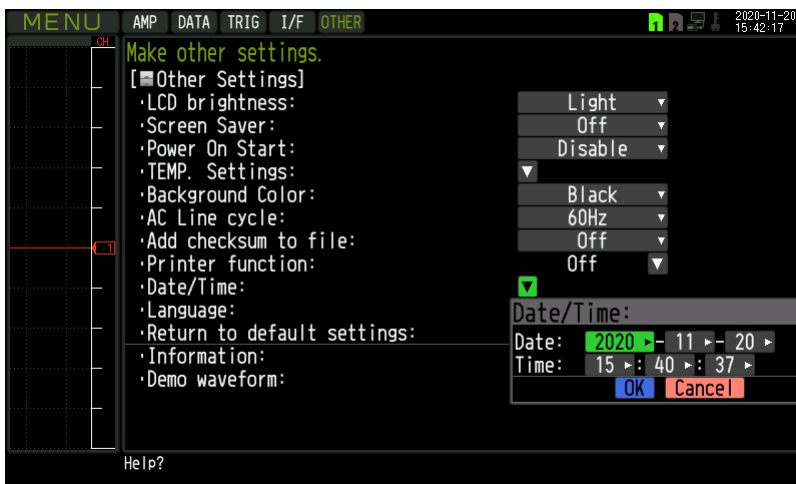 MENU AMP DATA TRIG I/F OTHER 1 2 2020-11-20
15:42:17
CH
Make other settings.
[Other Settings]
·LCD brightness: Light
·Screen Saver: Off
·Power On Start: Disable
·TEMP. Settings:
·Background Color: Black
·AC Line cycle: 60Hz
·Add checksum to file: Off
1
·Printer function: Off
·Date/Time:
·Language:
·Return to default settings:
·Information:
·Demo waveform:
Date/Time:
Date: 2020 - 11 - 20
Time: 15 : 40 : 37
OK Cancel
Help?